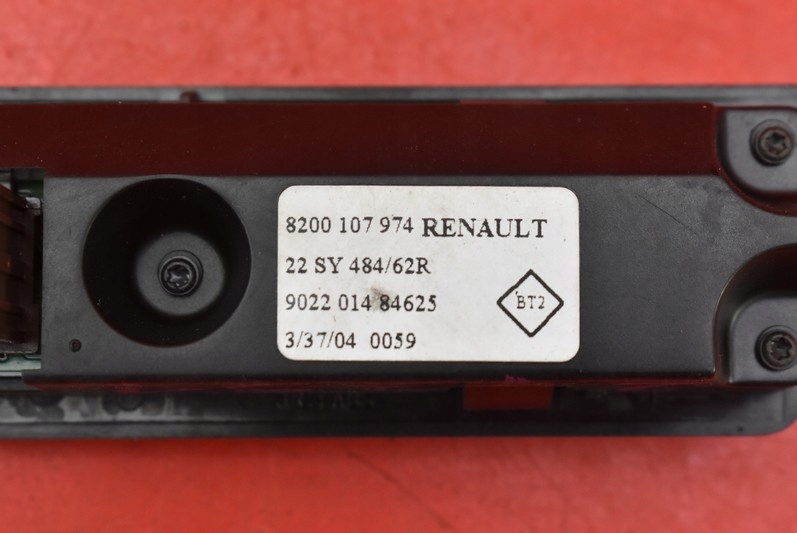 8200 107 974 RENAULT
22 SY 484/62R
9022 014 84625
BT2
3/37/04 0059